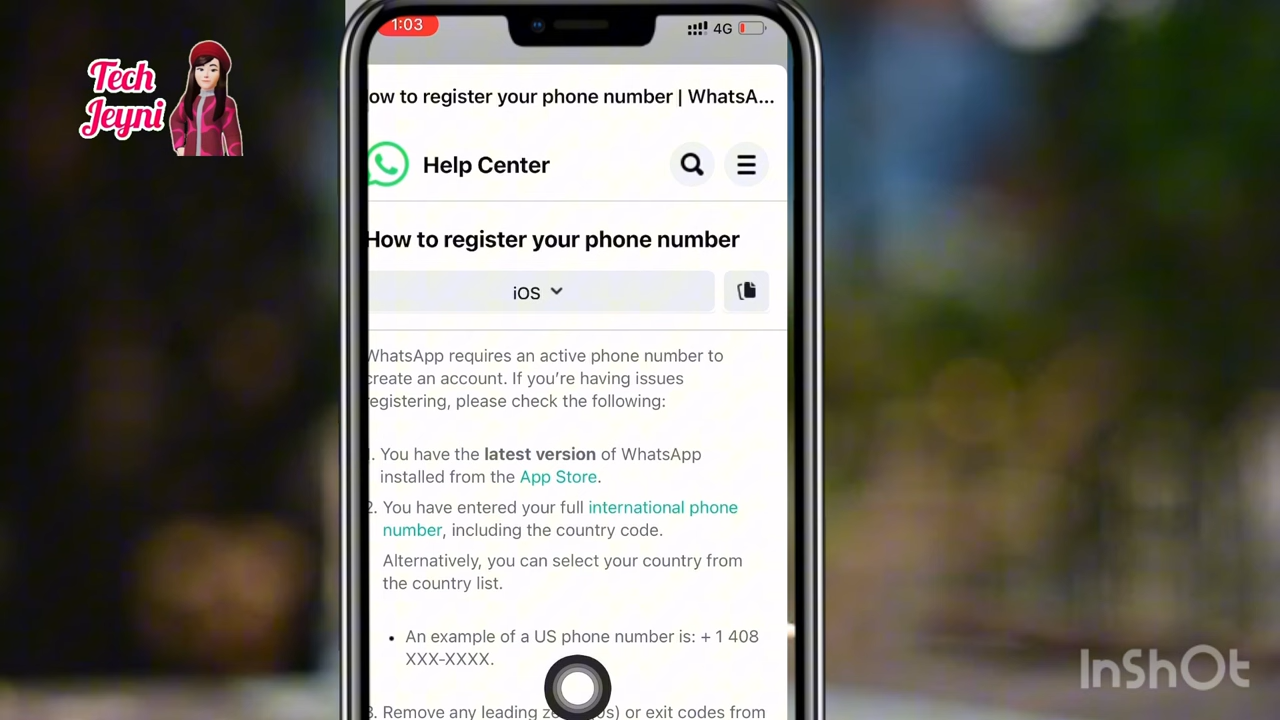 Tech
Jeyni
1:03
4G
ow to register your phone number | WhatsA...
Help Center
How to register your phone number
iOS
WhatsApp requires an active phone number to
create an account. If you're having issues
registering, please check the following:
1. You have the latest version of WhatsApp
installed from the App Store.
2. You have entered your full international phone
number, including the country code.
Alternatively, you can select your country from
the country list.
• An example of a US phone number is: + 1 408
XXX-XXXX.
3. Remove any leading or exit codes from
InShOt